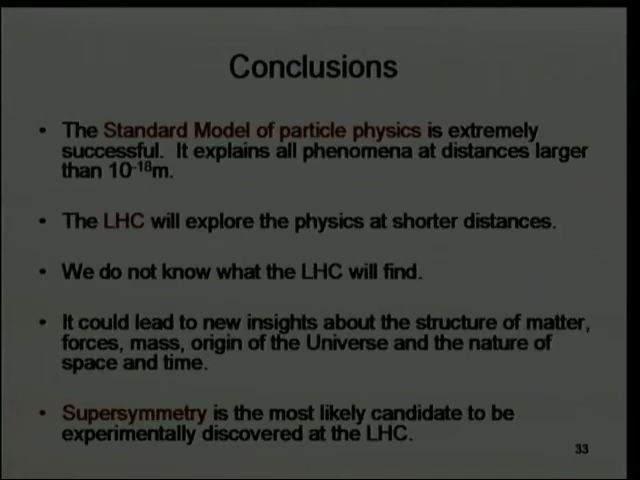 Conclusions
• The Standard Model of particle physics is extremely
successful. It explains all phenomena at distances larger
than 10⁻¹⁸m.
• The LHC will explore the physics at shorter distances.
• We do not know what the LHC will find.
• It could lead to new insights about the structure of matter,
forces, mass, origin of the Universe and the nature of
space and time.
• Supersymmetry is the most likely candidate to be
experimentally discovered at the LHC.
33